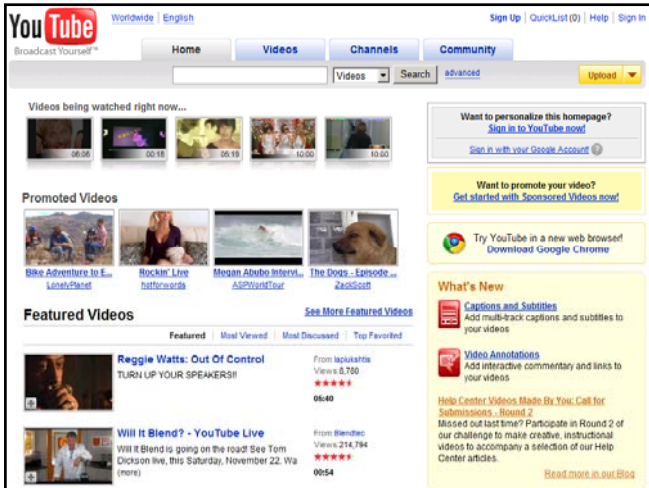 You Tube
Broadcast Yourself™
Worldwide | English
Sign Up | QuickList (0) | Help | Sign In
Home Videos Channels Community
Videos Search advanced
Upload
Videos being watched right now...
06:06 00:18 05:19 10:00 10:00
Want to personalize this homepage?
Sign in to YouTube now!
Sign in with your Google Account!
Want to promote your video?
Get started with Sponsored Videos now!
Promoted Videos
Bike Adventure to E... Rockin' Live Megan Abubo Intervi... The Dogs - Episode ...
LonelyPlanet hotforwords ASPWorldTour ZackScott
Try YouTube in a new web browser!
Download Google Chrome
Featured Videos
See More Featured Videos
Featured | Most Viewed | Most Discussed | Top Favorited
Reggie Watts: Out Of Control
TURN UP YOUR SPEAKERS!!
From lapiukshtis
Views: 8,780
06:40
Will It Blend? - YouTube Live
Will It Blend is going on the road! See Tom
Dickson live, this Saturday, November 22. Wa
(more)
From: Blendtec
Views: 214,794
00:54
What's New
Captions and Subtitles
Add multi-track captions and subtitles to
your videos
Video Annotations
Add interactive commentary and links to
your videos
Help Center Videos Made By You: Call for
Submissions - Round 2
Missed out last time? Participate in Round 2 of
our challenge to make creative, instructional
videos to accompany a selection of our Help
Center articles.
Read more in our Blog